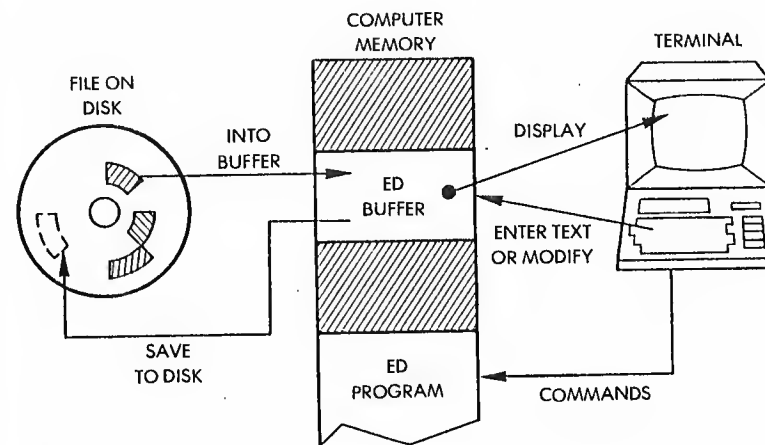 COMPUTER
MEMORY
TERMINAL
FILE ON
DISK
INTO
BUFFER
DISPLAY
ED
BUFFER
ENTER TEXT
OR MODIFY
SAVE
TO DISK
ED
PROGRAM
COMMANDS